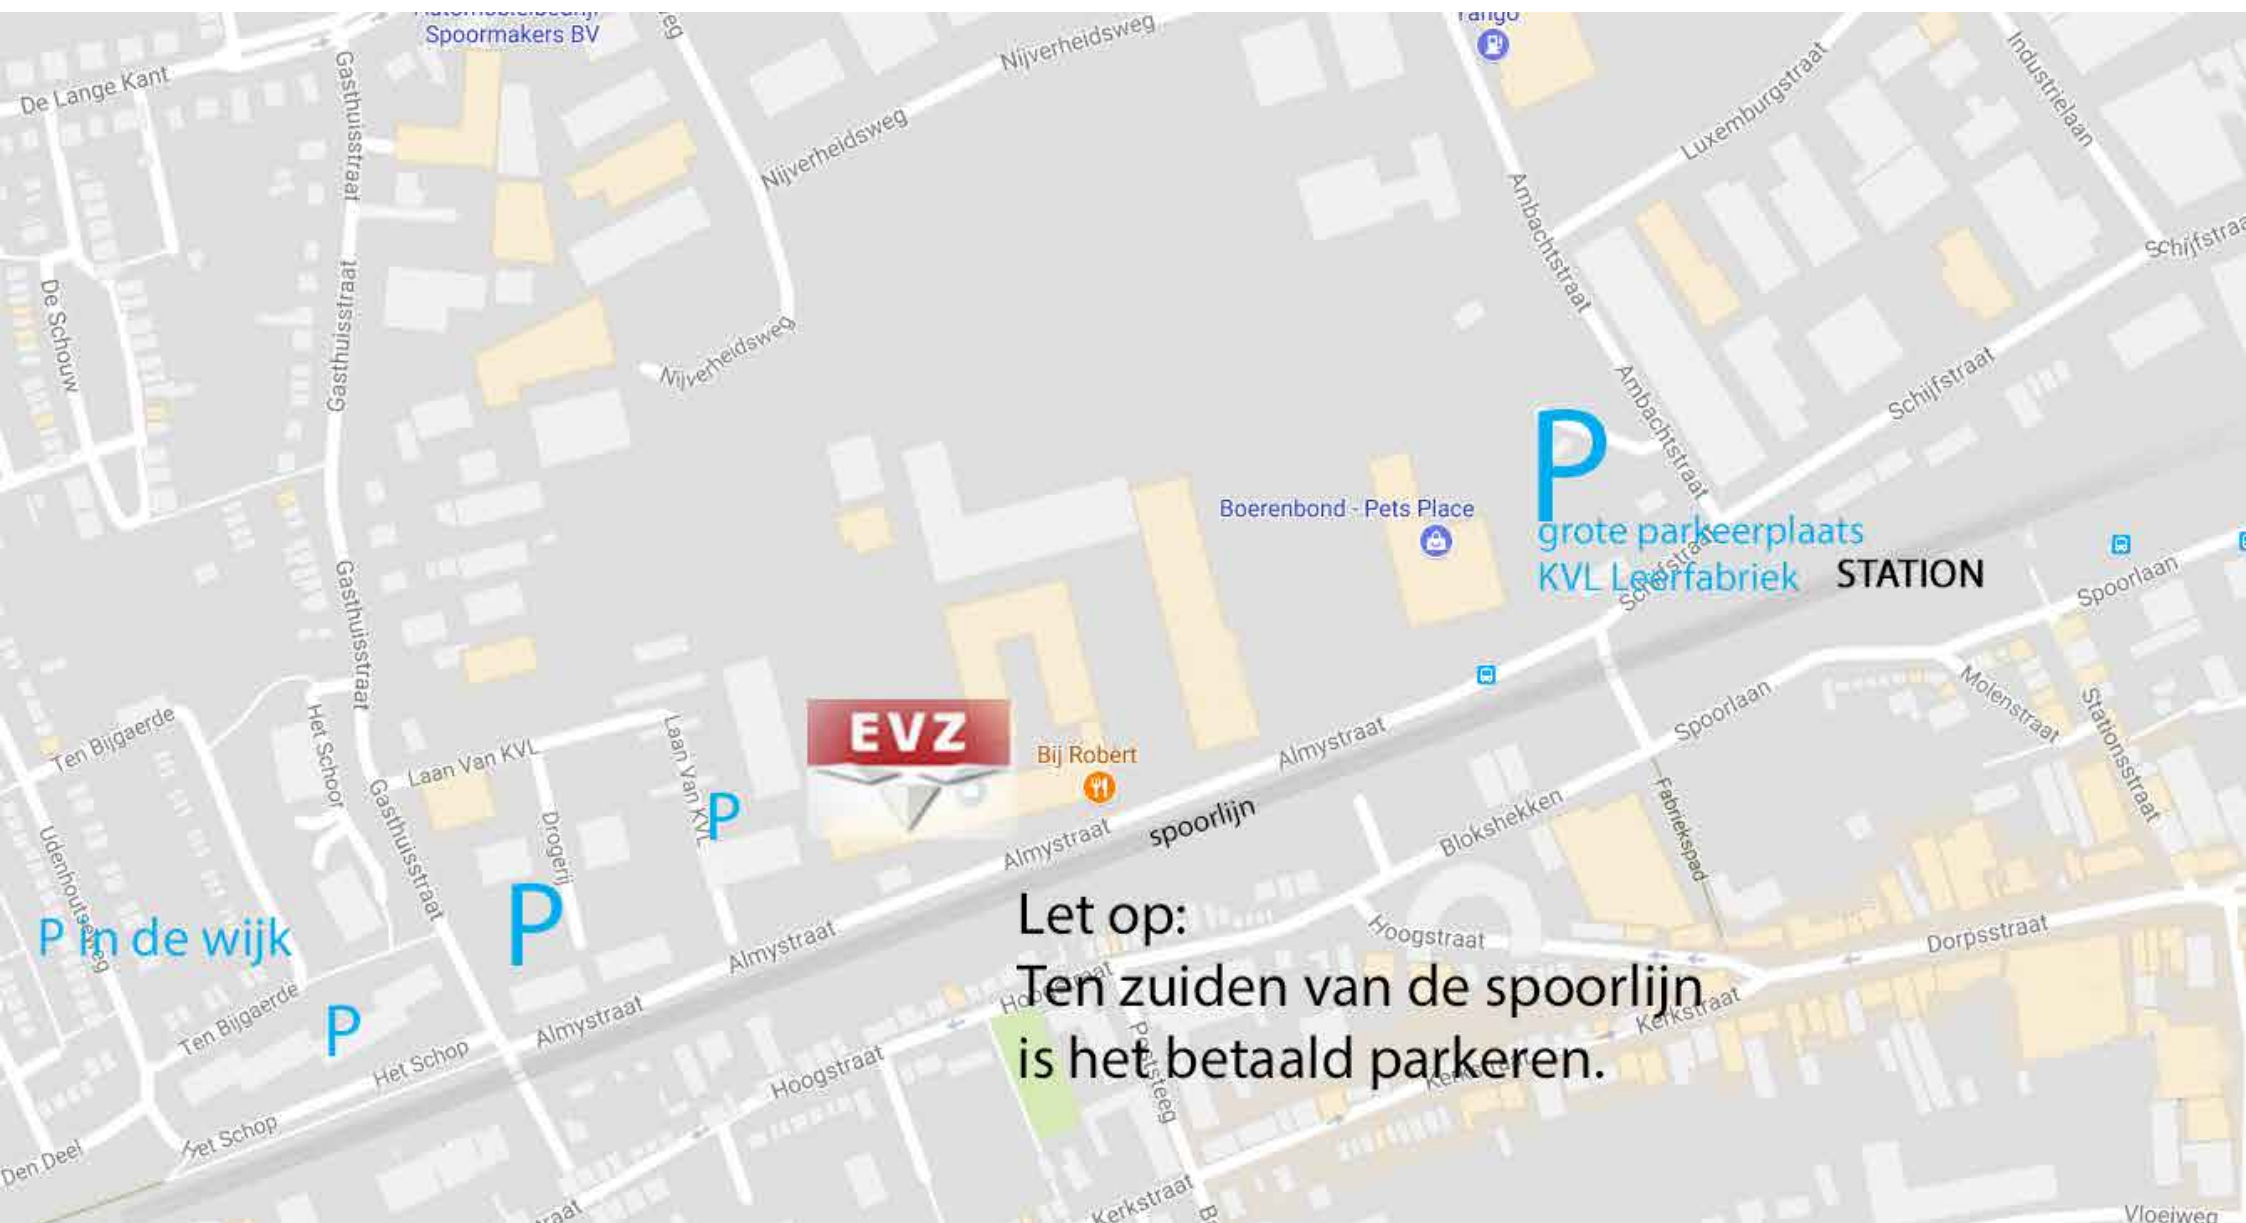 Spoormakers BV
Nijverheidsweg
De Lange Kant
Gasthuisstraat
Nijverheidsweg
Luxemburgstraat
Industrielaan
Ambachtstraat
Schijfstraat
De Schouw
Gasthuisstraat
Nijverheidsweg
Ambachtstraat
Schijfstraat
P
Boerenbond - Pets Place
grote parkeerplaats
KVL Leerfabriek
STATION
Schijfstraat
Spoorlaan
Gasthuisstraat
Ten Bijgaerde
Het Schoor
Laan Van KVL
Laan Van KVL
EVZ
Bij Robert
Almystraat
Spoorlaan
Molenstraat
Stationsstraat
Gasthuisstraat
Drogerij
P
Almystraat
spoorlijn
Blokshekken
Fabriekspad
Udenhoutseweg
P in de wijk
P
Almystraat
Let op:
Ten zuiden van de spoorlijn
is het betaald parkeren.
Hoogstraat
Dorpsstraat
Hoogstraat
Kerkstraat
Ten Bijgaerde
P
Almystraat
Het Schop
Hoogstraat
Poststeeg
Kerkstraat
Het Schop
Den Deel
Kerkstraat
Vloeiweg